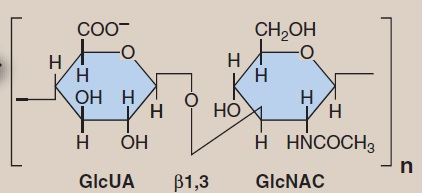 COO⁻ CH₂OH
H O H O
H H
OH H H O HO H H
H OH H HNCOCH₃
n
GlcUA β1,3 GlcNAC